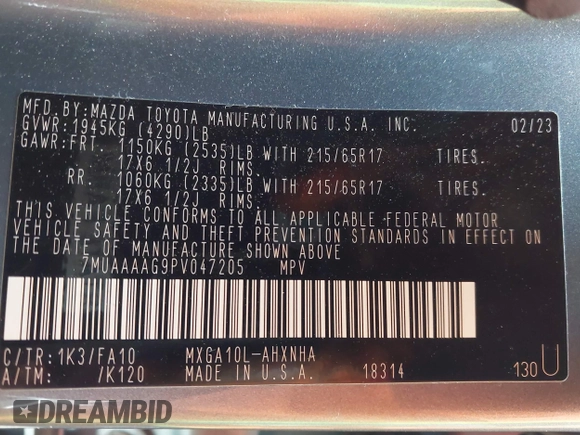 MFD.BY:MAZDA TOYOTA MANUFACTURING U.S.A. INC. 02/23
GVWR:1945KG (4290)LB
GAWR:FRT. 1150KG (2535)LB WITH 215/65R17 TIRES.
17X6 1/2J RIMS.
RR. 1060KG (2335)LB WITH 215/65R17 TIRES.
17X6 1/2J RIMS.
THIS VEHICLE CONFORMS TO ALL APPLICABLE FEDERAL MOTOR
VEHICLE SAFETY AND THEFT PREVENTION STANDARDS IN EFFECT ON
THE DATE OF MANUFACTURE SHOWN ABOVE
7MUAAAAG9PV047205 MPV
C/TR:1K3/FA10 MXGA10L-AHXNHA
A/TM: /K120 MADE IN U.S.A. 18314 130U
DREAMBID
VEHICLE AUCTION SOLUTIONS